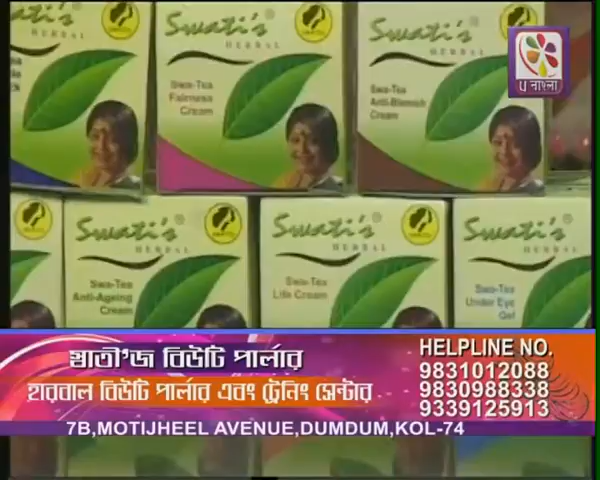 Swati's®
HERBAL
Swati's®
HERBAL
Swa-Tea
Fairness
Cream
Swati's
HERBAL
Swa-Tea
Anti-Blemish
Cream
U বাংলা
Swati's®
HERBAL
Swa-Tea
Anti-Ageing
Cream
Swati's®
HERBAL
Swa-Tea
Life Cream
Swati's®
HERBAL
Swa-Tea
Under Eye
Gel
স্বাতী'জ বিউটি পার্লার
হারবাল বিউটি পার্লার এবং ট্রেনিং সেন্টার
HELPLINE NO.
9831012088
9830988338
9339125913
7B,MOTIJHEEL AVENUE,DUMDUM,KOL-74